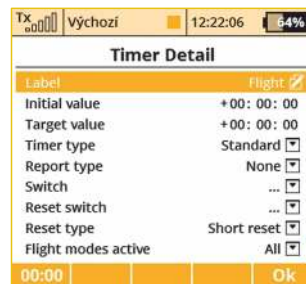 Tx Výchozí 12:22:06 64%
Timer Detail
Label Flight
Initial value +00: 00: 00
Target value +00: 00: 00
Timer type Standard
Report type None
Switch ...
Reset switch ...
Reset type Short reset
Flight modes active All
00:00 Ok